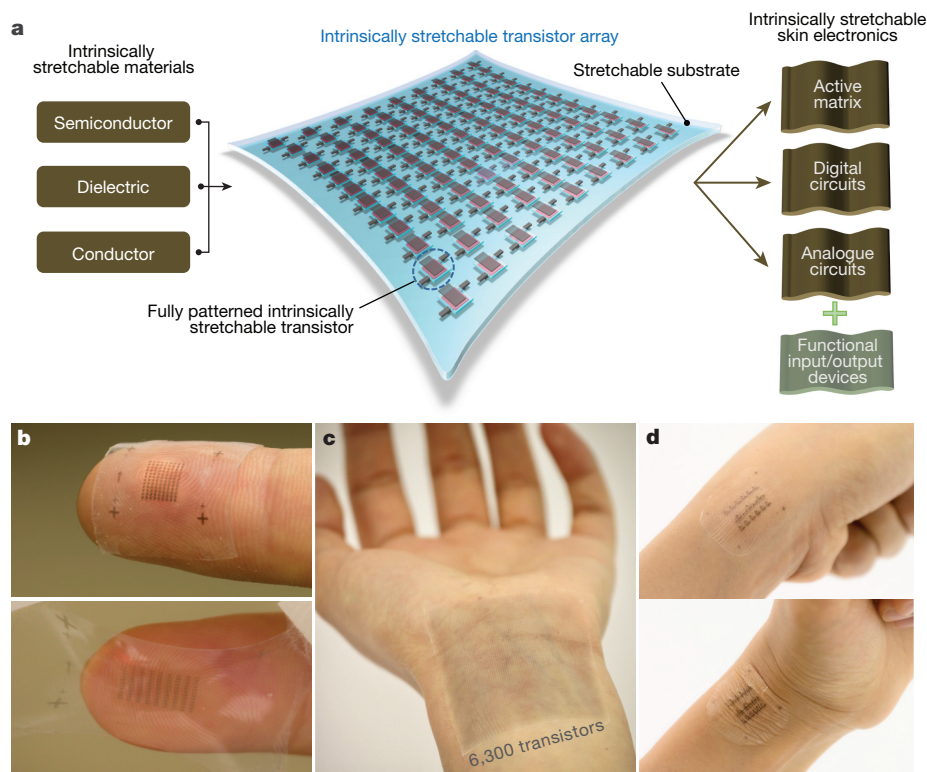 a
Intrinsically
stretchable materials
Semiconductor
Dielectric
Conductor
Intrinsically stretchable transistor array
Stretchable substrate
Fully patterned intrinsically
stretchable transistor
Intrinsically stretchable
skin electronics
Active
matrix
Digital
circuits
Analogue
circuits
+
Functional
input/output
devices
b
c
6,300 transistors
d